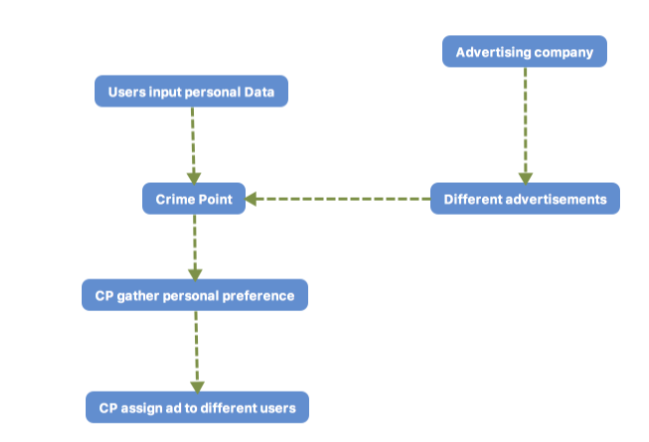 Advertising company
Users input personal Data
Crime Point
Different advertisements
CP gather personal preference
CP assign ad to different users